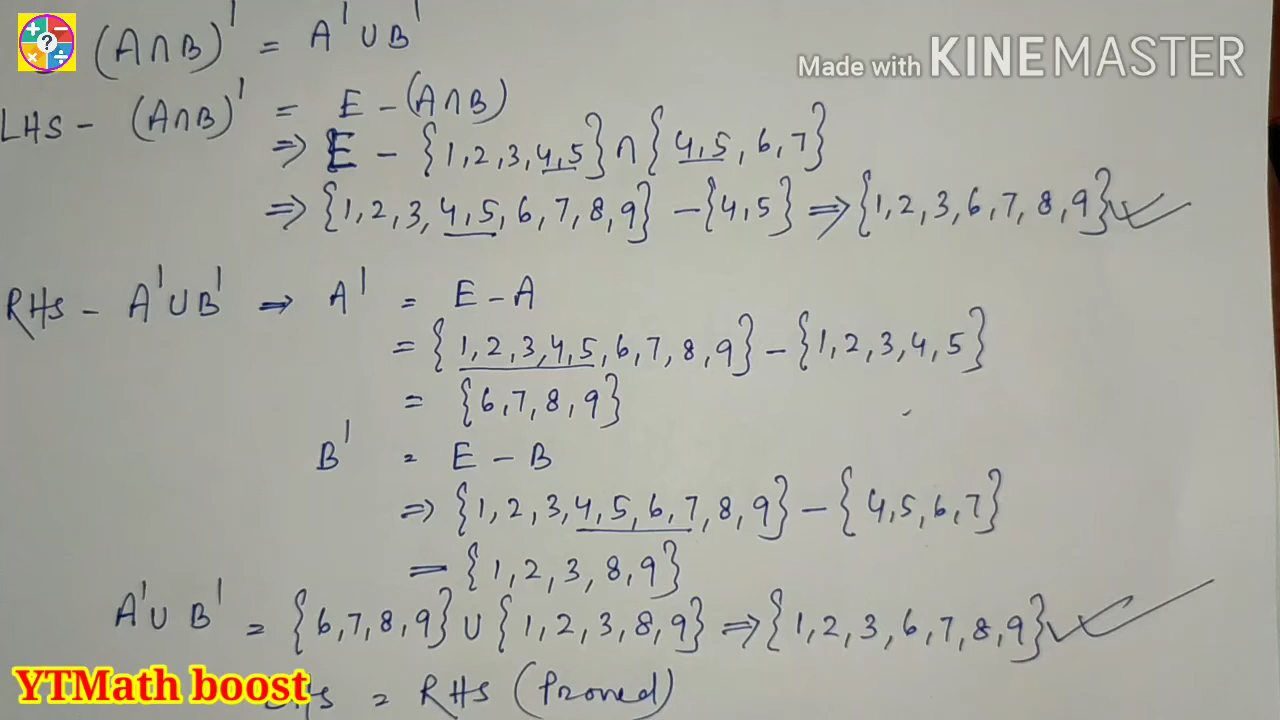 (A∩B)' = A' ∪ B'
Made with KINEMASTER
LHS - (A∩B)' = E - (A∩B)
⇒ E - {1,2,3,4,5} ∩ {4,5,6,7}
⇒ {1,2,3,4,5,6,7,8,9} - {4,5} ⇒ {1,2,3,6,7,8,9}
RHS - A'∪B' ⇒ A' = E - A
= {1,2,3,4,5,6,7,8,9} - {1,2,3,4,5}
= {6,7,8,9}
B' = E - B
⇒ {1,2,3,4,5,6,7,8,9} - {4,5,6,7}
= {1,2,3,8,9}
A'∪B' = {6,7,8,9} ∪ {1,2,3,8,9} ⇒ {1,2,3,6,7,8,9}
= RHS (Proved)
YTMath boost